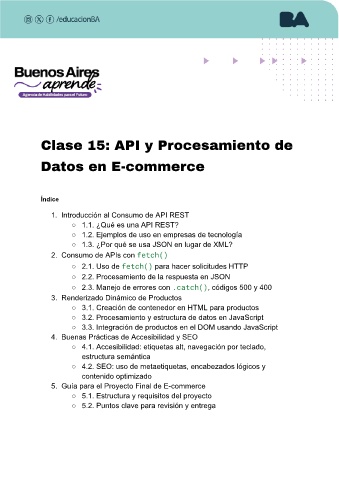 /educacionBA
BA
Buenos Aires
aprende
Agencia de Habilidades para el Futuro
Clase 15: API y Procesamiento de
Datos en E-commerce
Índice
1. Introducción al Consumo de API REST
○ 1.1. ¿Qué es una API REST?
○ 1.2. Ejemplos de uso en empresas de tecnología
○ 1.3. ¿Por qué se usa JSON en lugar de XML?
2. Consumo de APIs con fetch()
○ 2.1. Uso de fetch() para hacer solicitudes HTTP
○ 2.2. Procesamiento de la respuesta en JSON
○ 2.3. Manejo de errores con .catch(), códigos 500 y 400
3. Renderizado Dinámico de Productos
○ 3.1. Creación de contenedor en HTML para productos
○ 3.2. Procesamiento y estructura de datos en JavaScript
○ 3.3. Integración de productos en el DOM usando JavaScript
4. Buenas Prácticas de Accesibilidad y SEO
○ 4.1. Accesibilidad: etiquetas alt, navegación por teclado,
estructura semántica
○ 4.2. SEO: uso de metaetiquetas, encabezados lógicos y
contenido optimizado
5. Guía para el Proyecto Final de E-commerce
○ 5.1. Estructura y requisitos del proyecto
○ 5.2. Puntos clave para revisión y entrega